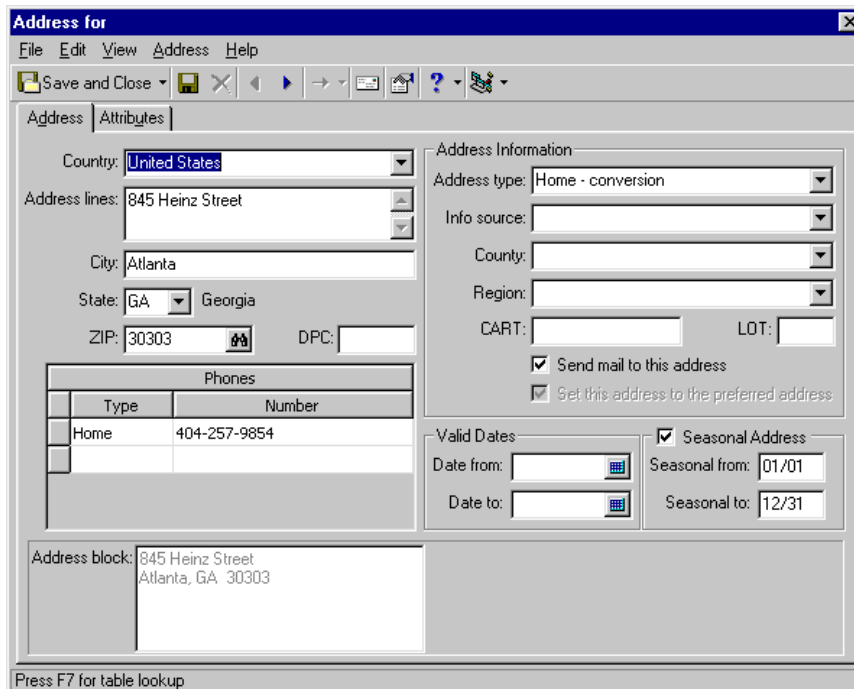 Address for
File Edit View Address Help
Save and Close
Address Attributes
Country: United States
Address lines: 845 Heinz Street
City: Atlanta
State: GA Georgia
ZIP: 30303 DPC:
Phones
Type Number
Home 404-257-9854
Address Information
Address type: Home - conversion
Info source:
County:
Region:
CART: LOT:
Send mail to this address
Set this address to the preferred address
Valid Dates
Date from:
Date to:
Seasonal Address
Seasonal from: 01/01
Seasonal to: 12/31
Address block: 845 Heinz Street
Atlanta, GA 30303
Press F7 for table lookup